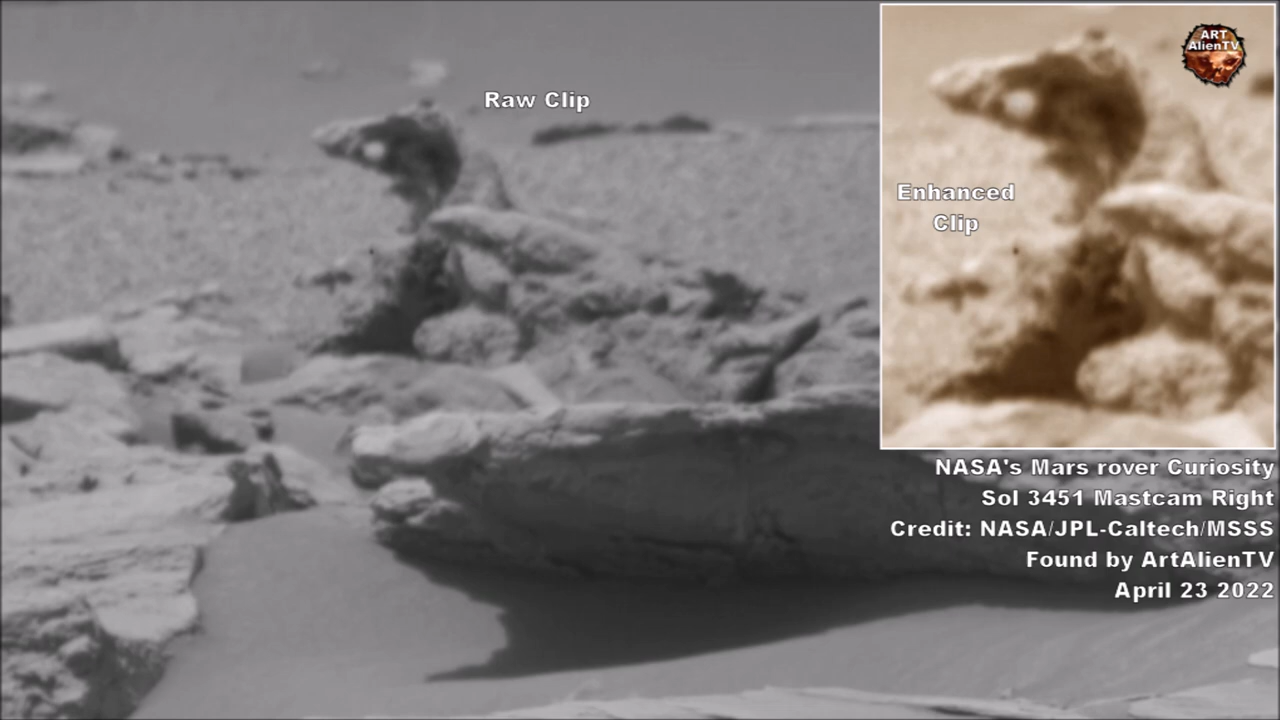 Raw Clip
ART
AlienTV
Enhanced
Clip
NASA's Mars rover Curiosity
Sol 3451 Mastcam Right
Credit: NASA/JPL-Caltech/MSSS
Found by ArtAlienTV
April 23 2022